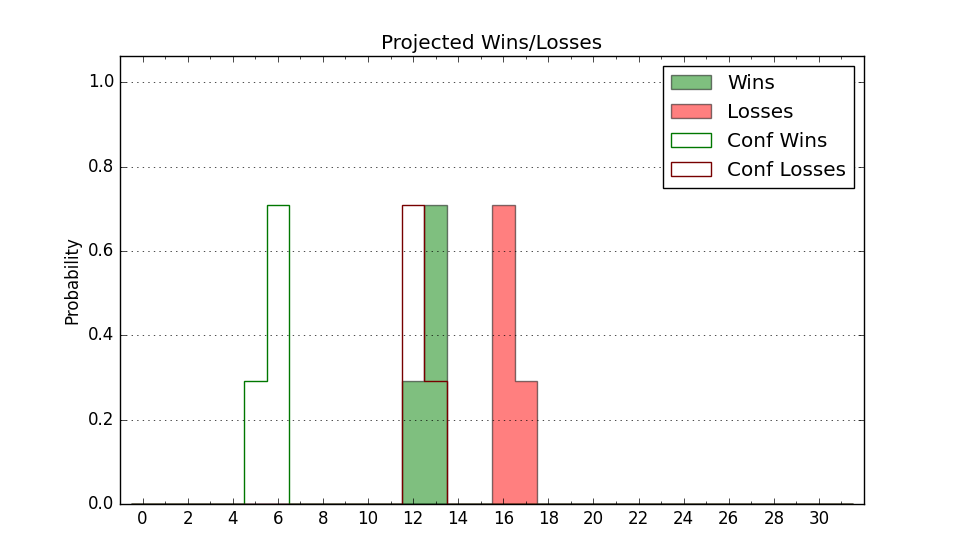 Projected Wins/Losses
Wins
Losses
Conf Wins
Conf Losses
Probability
1.0
0.8
0.6
0.4
0.2
0.0
0 2 4 6 8 10 12 14 16 18 20 22 24 26 28 30